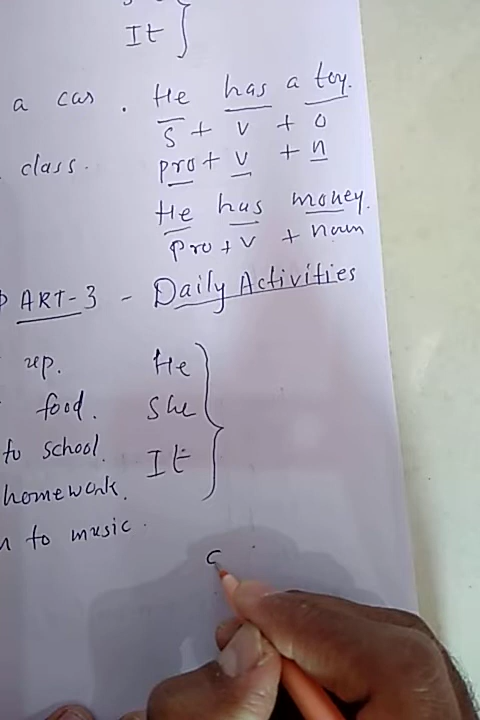 It
a car. He has a toy.
S + v + o
class. pro + v + n
He has money.
pro + v + noun
PART-3 - Daily Activities
up. He
food. She
to school. It
homework.
to music.